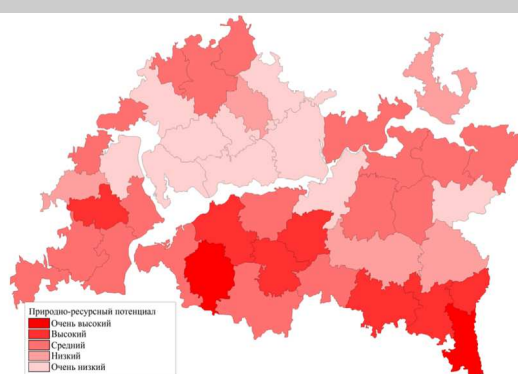 Природно-ресурсный потенциал
Очень высокий
Высокий
Средний
Низкий
Очень низкий